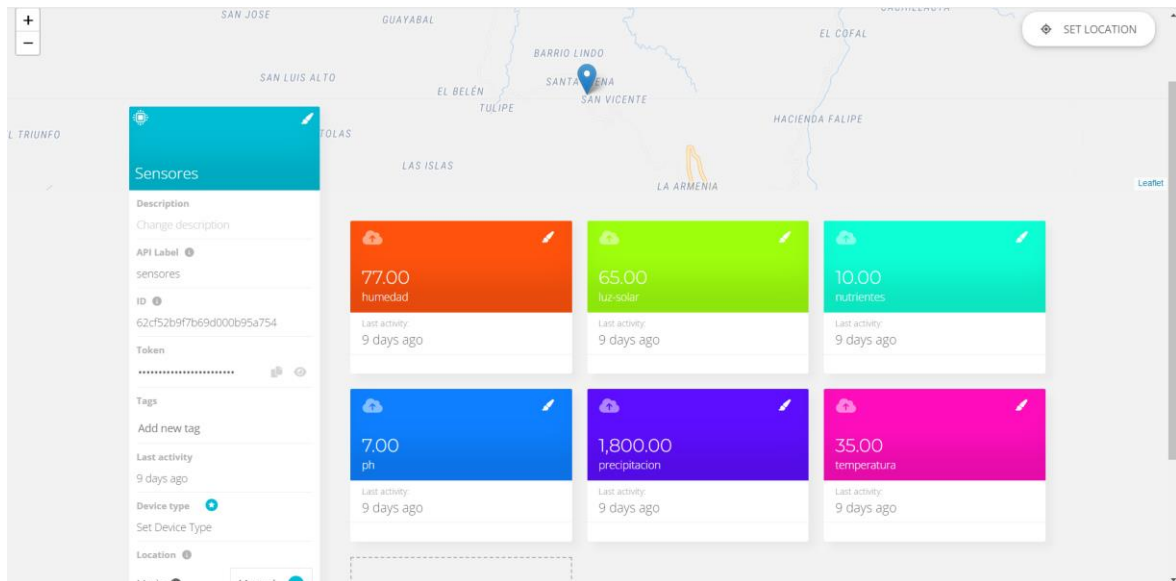 SAN JOSE
GUAYABAL
EL COFAL
SET LOCATION
+
−
BARRIO LINDO
SAN LUIS ALTO
EL BELÉN
TULIPE
SAN VICENTE
HACIENDA FALIPE
L TRIUNFO
OLAS
LAS ISLAS
LA ARMENIA
Leaflet
Sensores
Description
Change description
API Label
sensores
ID
62cf52b9f7b69d000b95a754
Token
Tags
Add new tag
Last activity
9 days ago
Device type
Set Device Type
Location
77.00
humedad
Last activity:
9 days ago
65.00
luz-solar
Last activity:
9 days ago
10.00
nutrientes
Last activity:
9 days ago
7.00
ph
Last activity:
9 days ago
1,800.00
precipitacion
Last activity:
9 days ago
35.00
temperatura
Last activity:
9 days ago